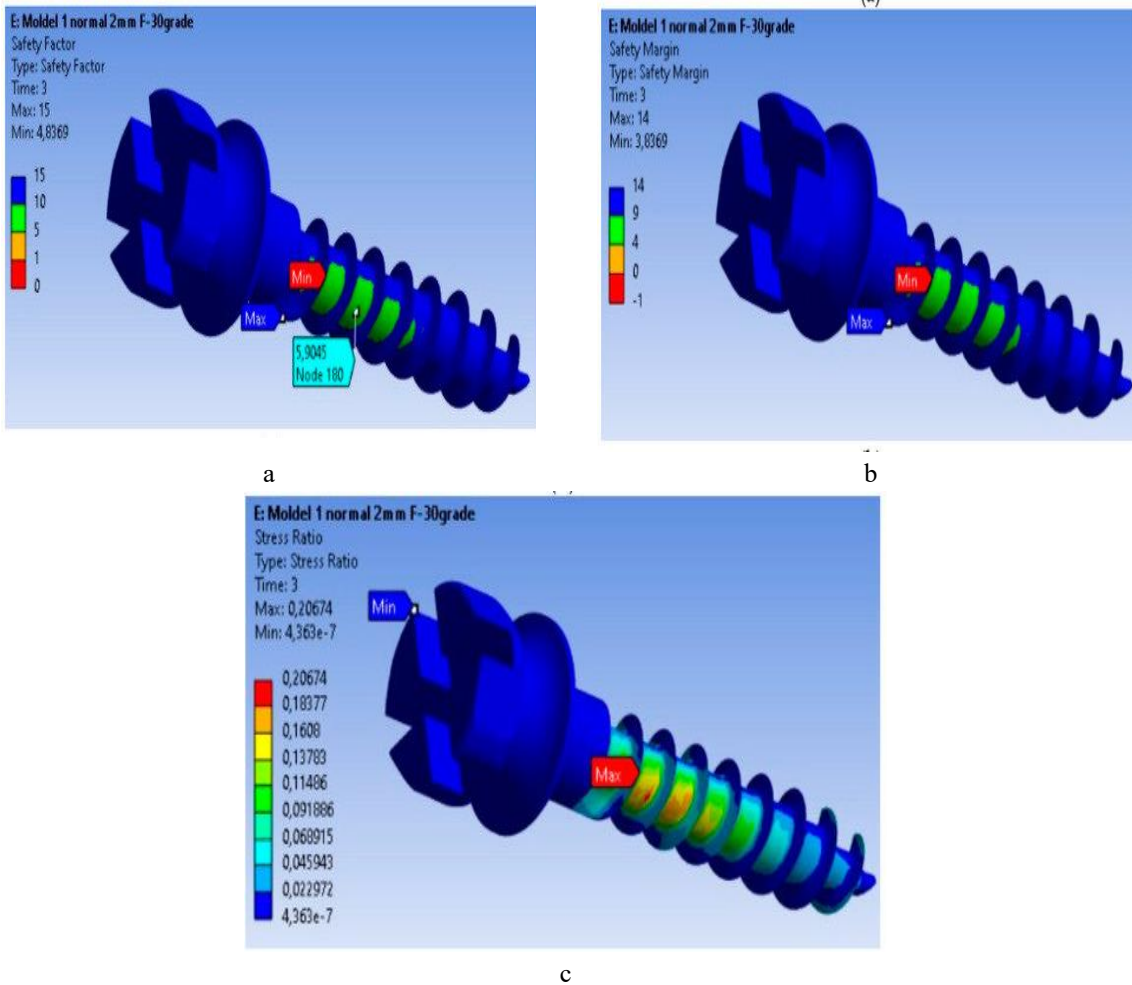 E: Moldel 1 normal 2mm F-30grade
Safety Factor
Type: Safety Factor
Time: 3
Max: 15
Min: 4,8369
15
10
5
1
0
Min
Max
5,9045
Node 180
a
(a)
E: Moldel 1 normal 2mm F-30grade
Safety Margin
Type: Safety Margin
Time: 3
Max: 14
Min: 3,8369
14
9
4
0
-1
Min
Max
b
E: Moldel 1 normal 2mm F-30grade
Stress Ratio
Type: Stress Ratio
Time: 3
Max: 0,20674
Min: 4,363e-7
0,20674
0,18377
0,1608
0,13783
0,11486
0,091886
0,068915
0,045943
0,022972
4,363e-7
Min
Max
c